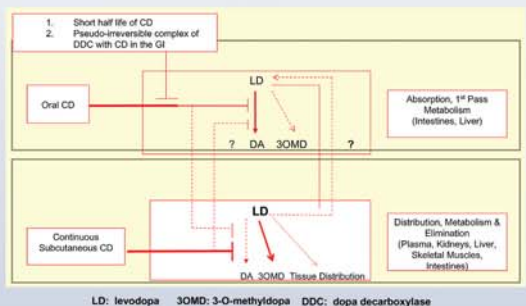 1. Short half life of CD
2. Pseudo-irreversible complex of
DDC with CD in the GI
LD
Oral CD
? DA 3OMD ?
Absorption, 1st Pass
Metabolism
(Intestines, Liver)
LD
Continuous
Subcutaneous CD
DA 3OMD Tissue Distribution
Distribution, Metabolism &
Elimination
(Plasma, Kidneys, Liver,
Skeletal Muscles,
Intestines)
LD: levodopa 3OMD: 3-O-methyldopa DDC: dopa decarboxylase